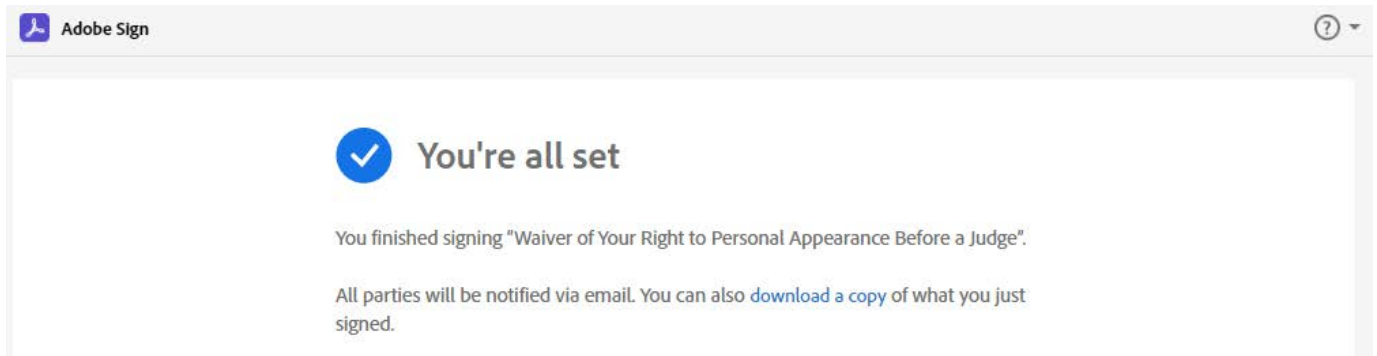 Adobe Sign
You're all set
You finished signing "Waiver of Your Right to Personal Appearance Before a Judge".
All parties will be notified via email. You can also download a copy of what you just
signed.